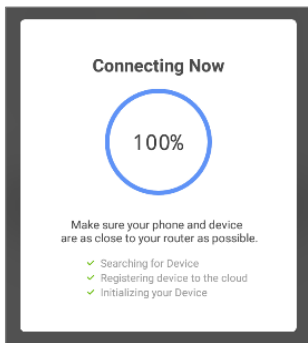 Connecting Now
100%
Make sure your phone and device
are as close to your router as possible.
Searching for Device
Registering device to the cloud
Initializing your Device